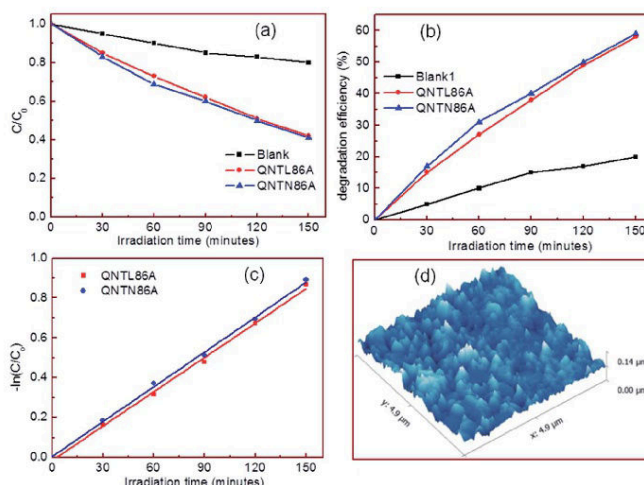 (a)
1.0
0.8
0.6
0.4
0.2
0.0
C/C0
Blank
QNTL86A
QNTN86A
0 30 60 90 120 150
Irradiation time (minutes)
(b)
60
50
40
30
20
10
0
degradation efficiency (%)
Blank1
QNTL86A
QNTN86A
0 30 60 90 120 150
Irradiation time (minutes)
(c)
1.0
0.8
0.6
0.4
0.2
0.0
-ln(C/C0)
QNTL86A
QNTN86A
0 30 60 90 120 150
Irradiation time (minutes)
(d)
0.14 µm
0.00 µm
y: 4.9 µm
x: 4.9 µm